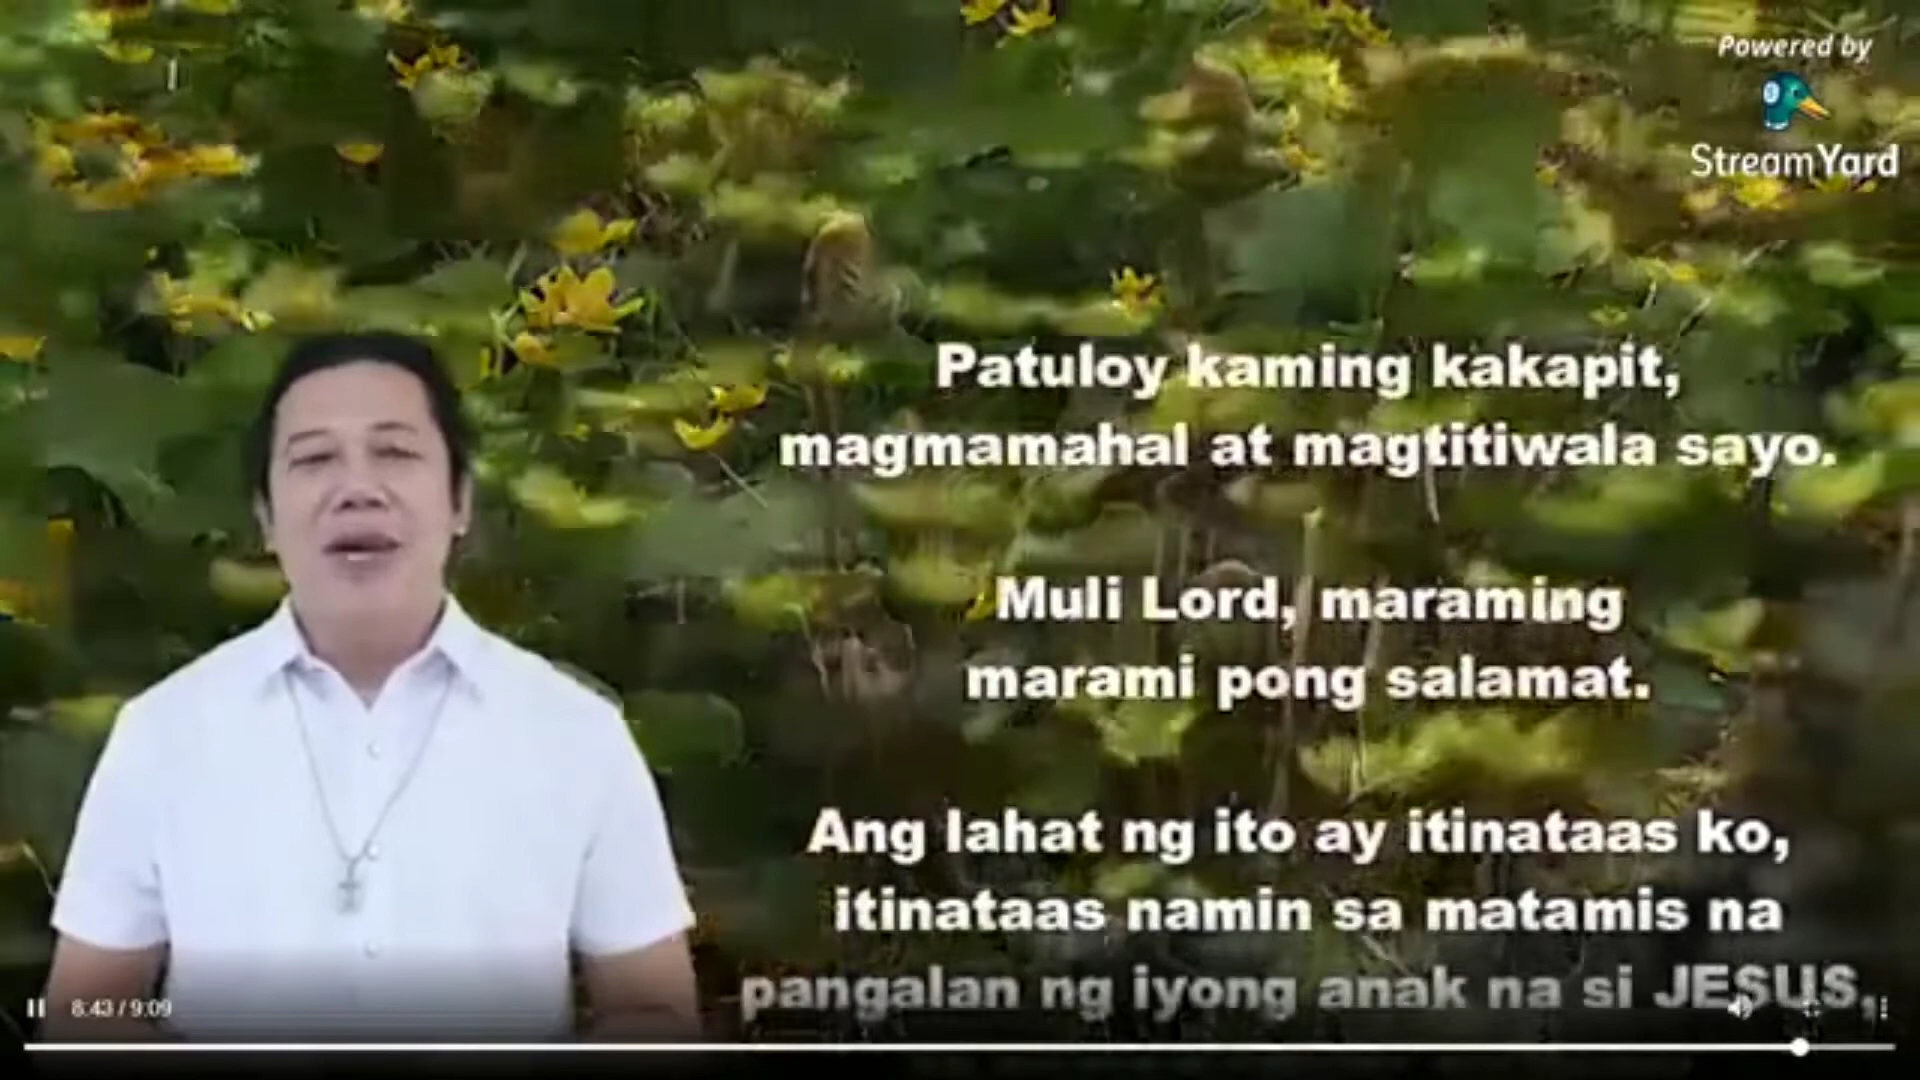 Powered by
StreamYard
Patuloy kaming kakapit,
magmamahal at magtitiwala sayo.
Muli Lord, maraming
marami pong salamat.
Ang lahat ng ito ay itinataas ko,
itinataas namin sa matamis na
pangalan ng iyong anak na si JESUS,
8:43 / 9:09